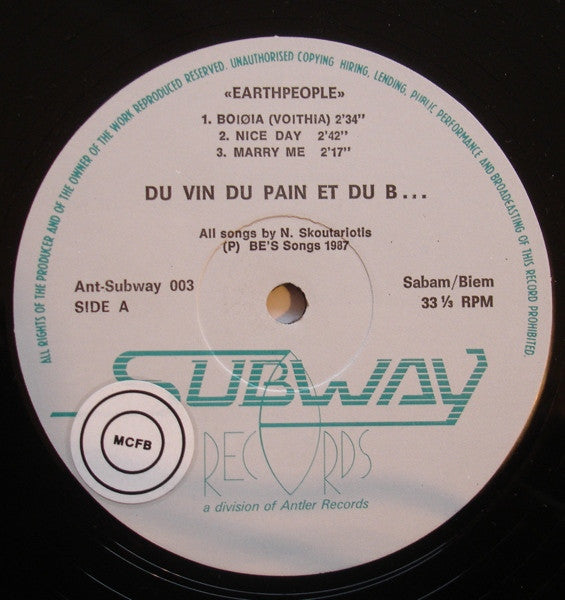 ALL RIGHTS OF THE PRODUCER AND OF THE OWNER OF THE WORK REPRODUCED RESERVED. UNAUTHORISED COPYING HIRING, LENDING, PUBLIC PERFORMANCE AND BROADCASTING OF THIS RECORD PROHIBITED.
«EARTHPEOPLE»
1. BOIØIA (VOITHIA) 2'34"
2. NICE DAY 2'42"
3. MARRY ME 2'17"
DU VIN DU PAIN ET DU B...
All songs by N. Skoutariotis
(P) BE'S Songs 1987
Ant-Subway 003
SIDE A
Sabam/Biem
33 ⅓ RPM
SUBWAY
RECORDS
a division of Antler Records
MCFB